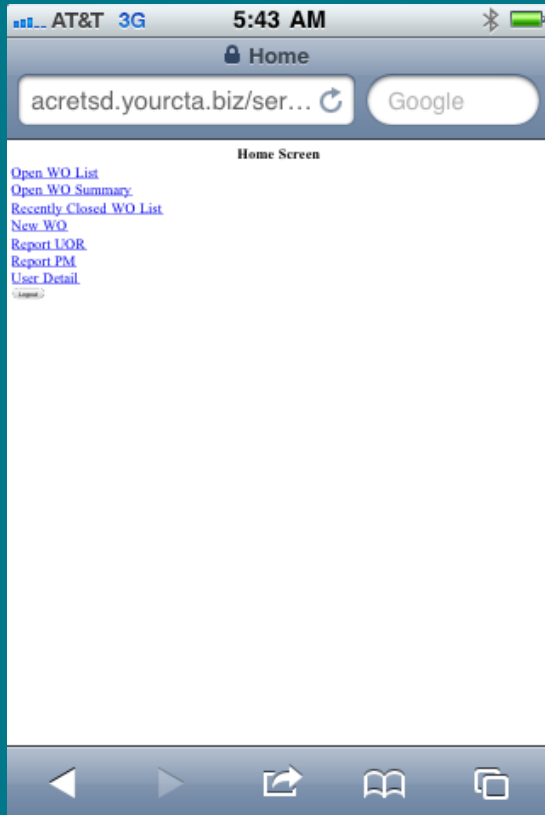 AT&T 3G 5:43 AM
Home
acretsd.yourcta.biz/ser... Google
Home Screen
Open WO List
Open WO Summary
Recently Closed WO List
New WO
Report UOR
Report PM
User Detail
Logout